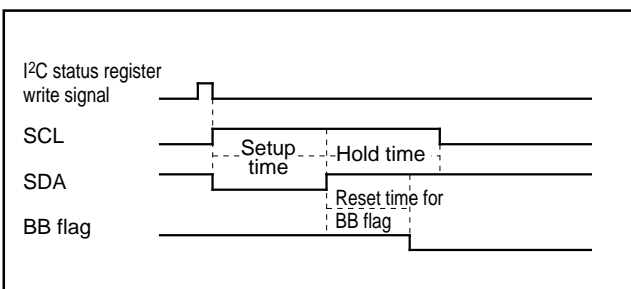 I²C status register
write signal
SCL
Setup
time
Hold time
SDA
Reset time for
BB flag
BB flag